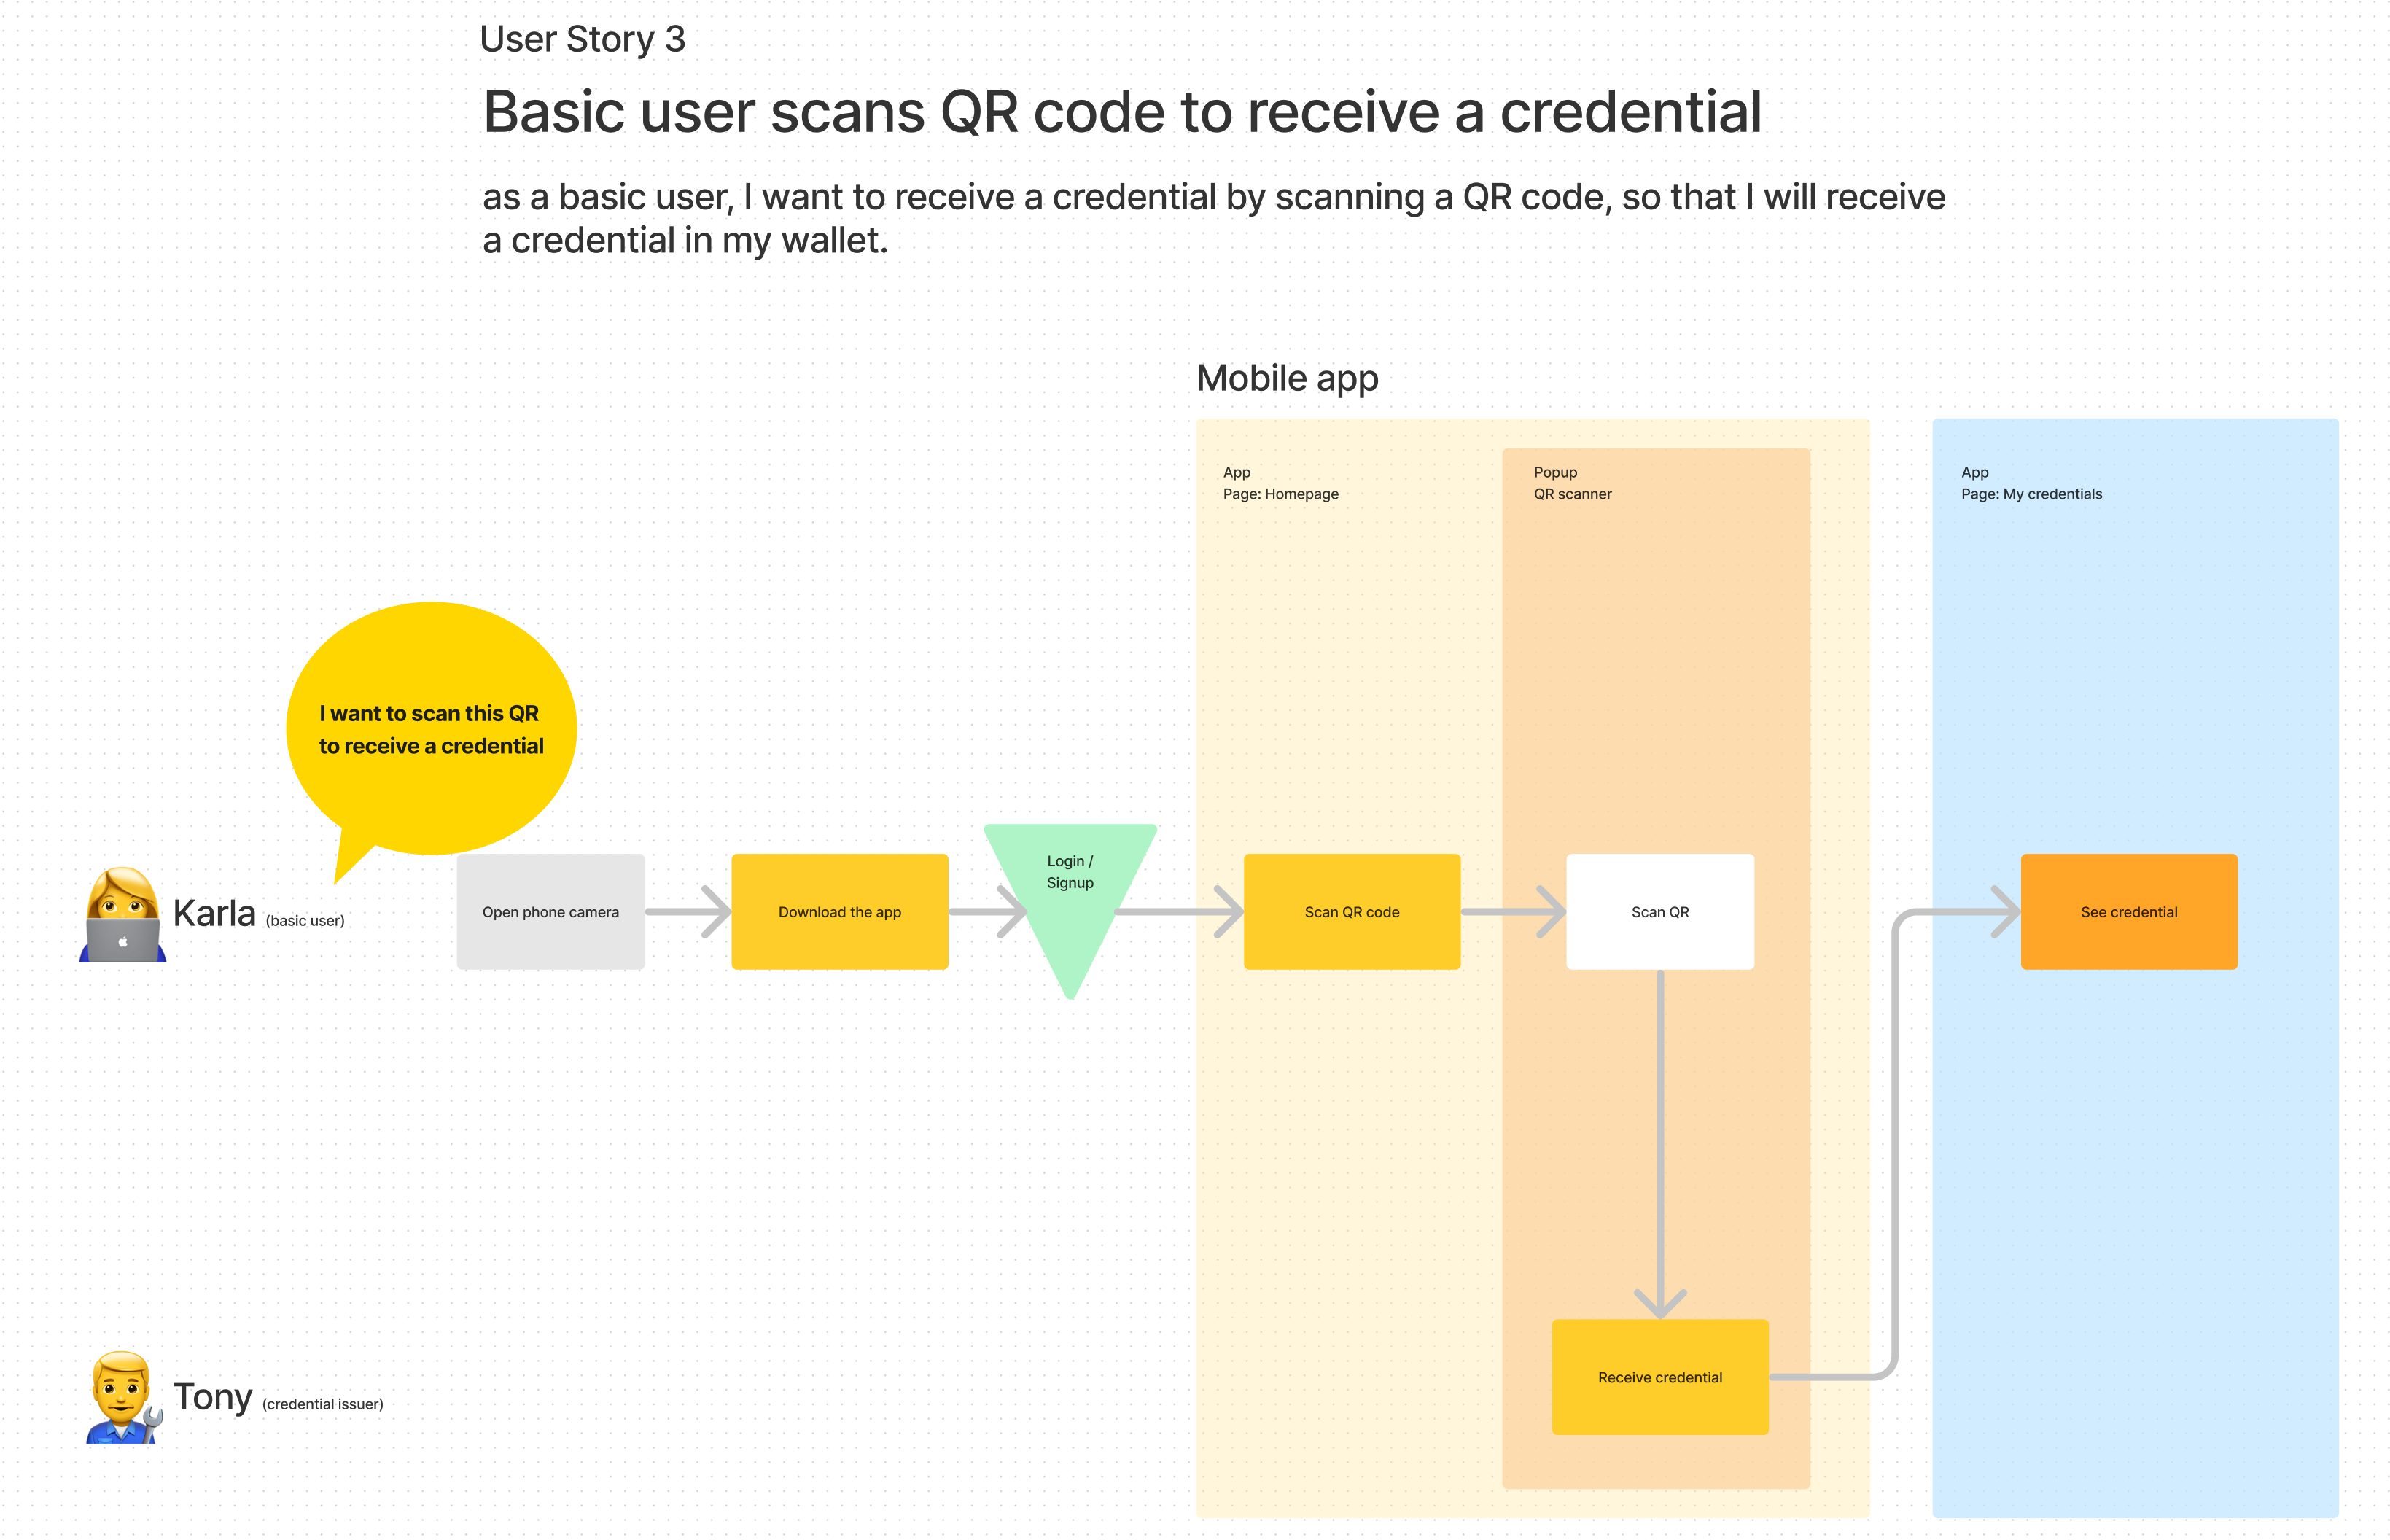 User Story 3
Basic user scans QR code to receive a credential
as a basic user, I want to receive a credential by scanning a QR code, so that I will receive
a credential in my wallet.
Mobile app
App
Page: Homepage
Popup
QR scanner
App
Page: My credentials
I want to scan this QR
to receive a credential
Karla (basic user)
Open phone camera
Download the app
Login /
Signup
Scan QR code
Scan QR
See credential
Tony (credential issuer)
Receive credential